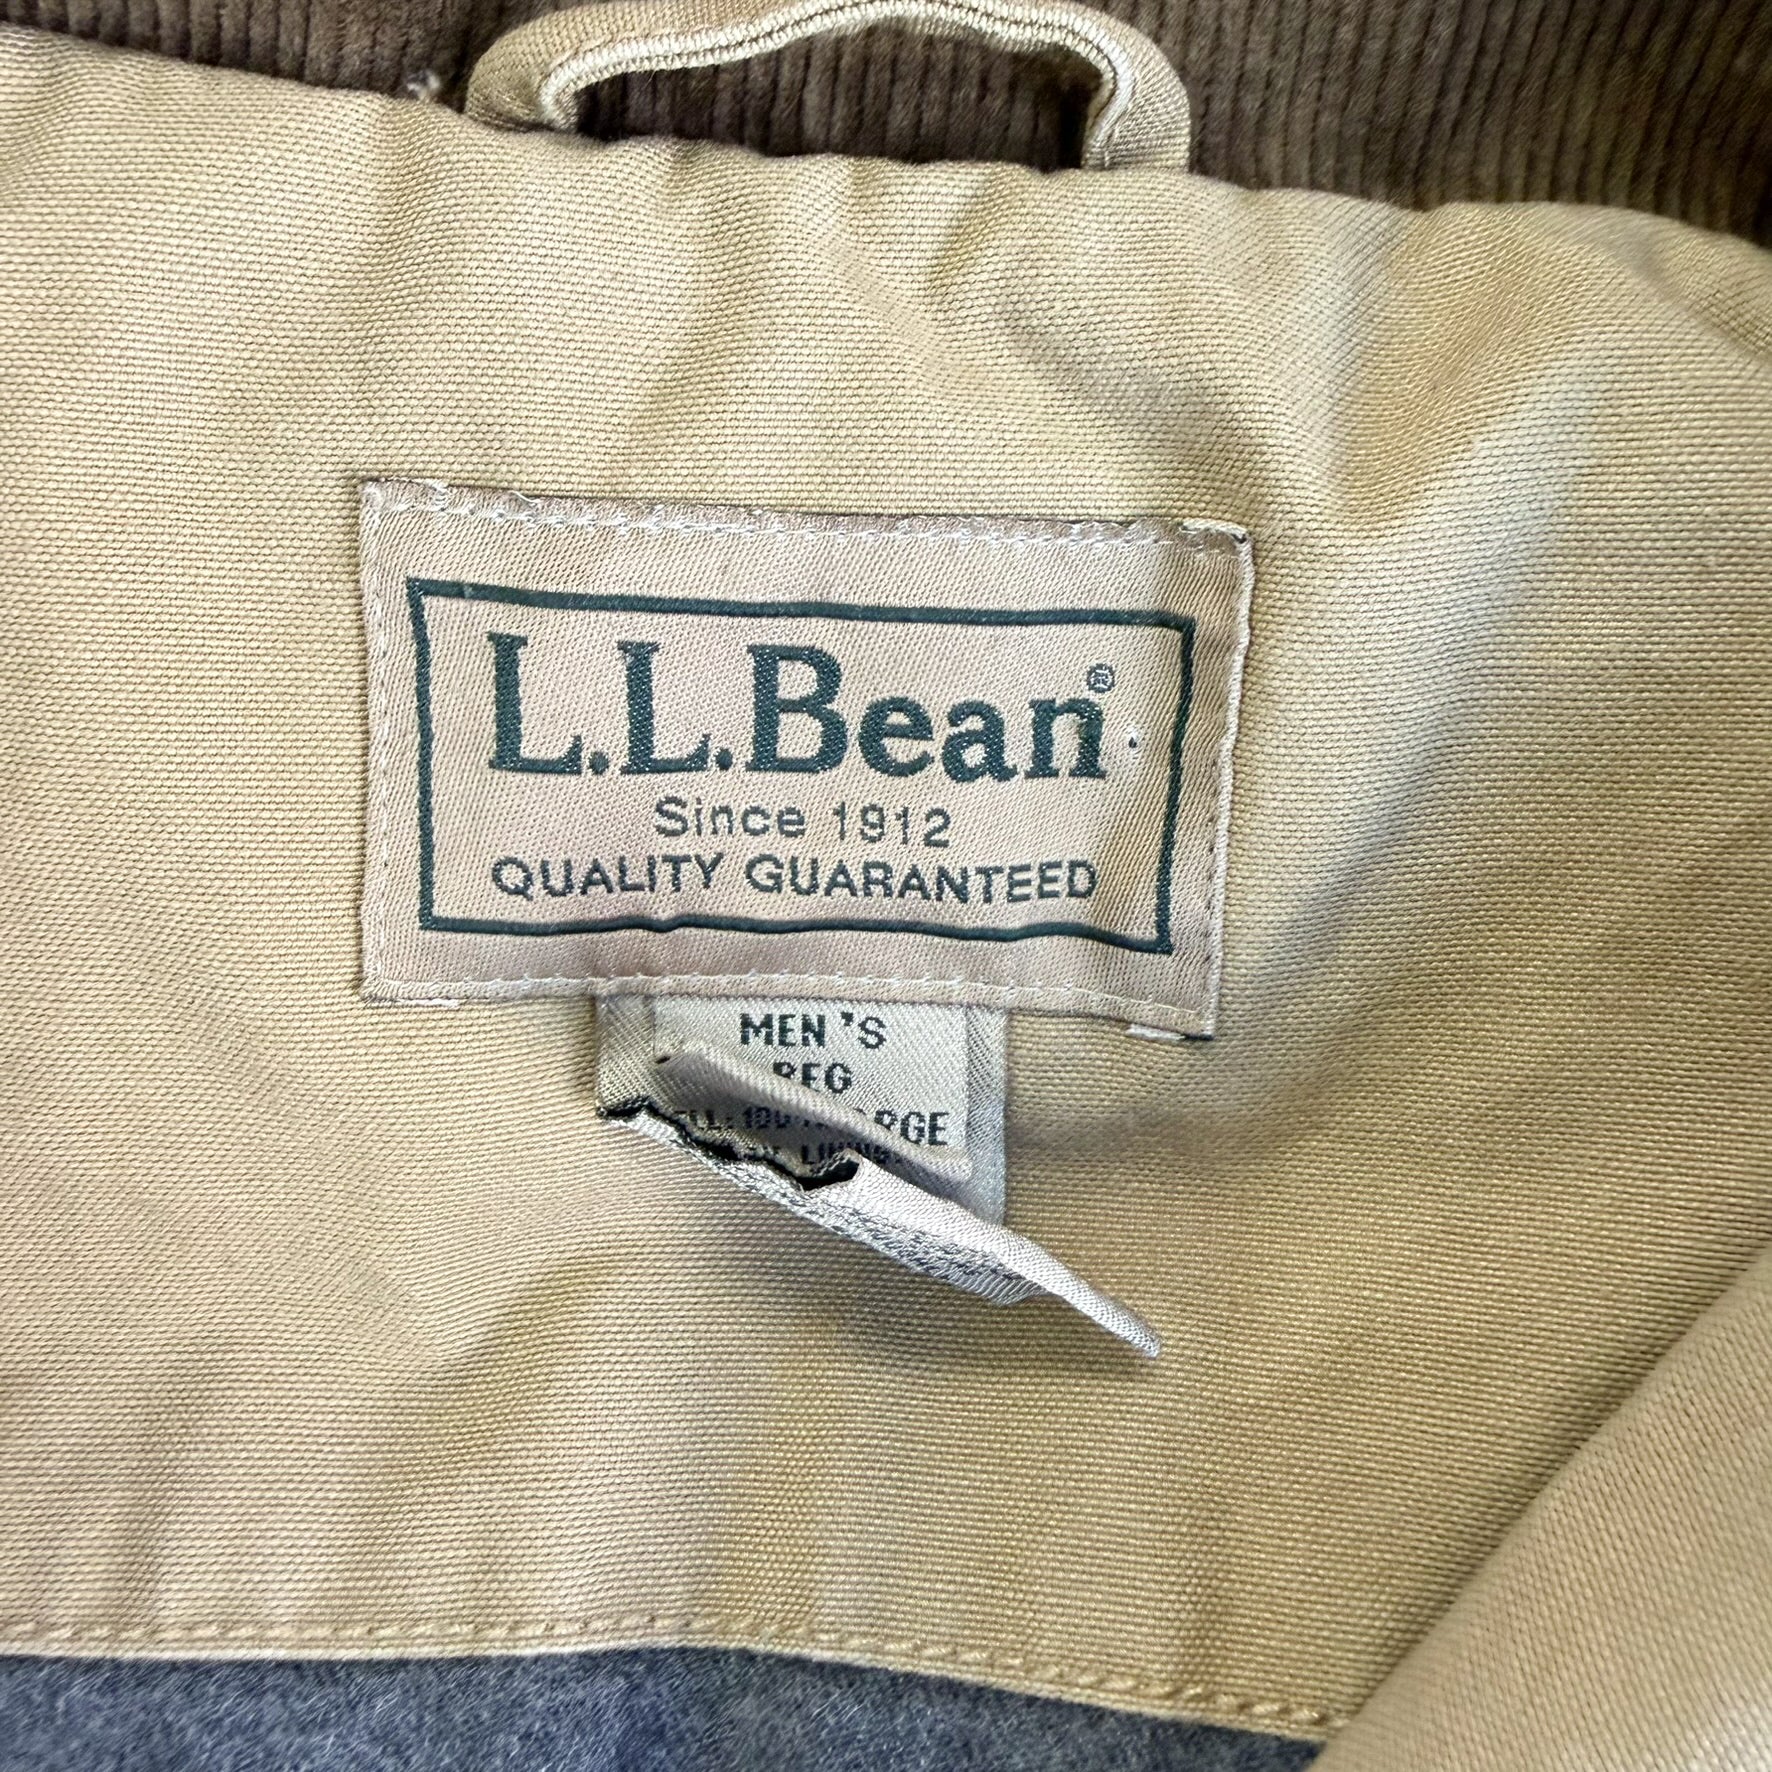 L.L.Bean®
Since 1912
QUALITY GUARANTEED
MEN'S
REG